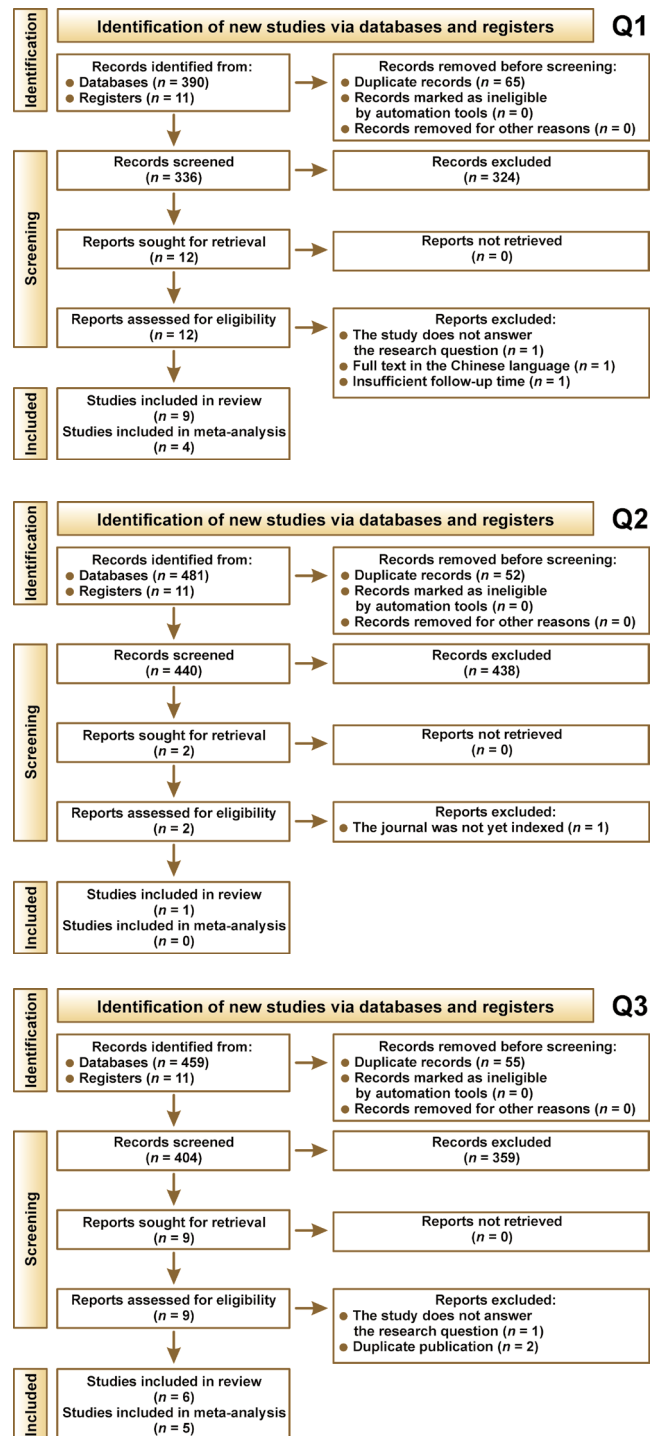 Identification of new studies via databases and registers
Q1
Identification
Records identified from:
● Databases (n = 390)
● Registers (n = 11)
Records removed before screening:
● Duplicate records (n = 65)
● Records marked as ineligible
by automation tools (n = 0)
● Records removed for other reasons (n = 0)
Screening
Records screened
(n = 336)
Records excluded
(n = 324)
Reports sought for retrieval
(n = 12)
Reports not retrieved
(n = 0)
Reports assessed for eligibility
(n = 12)
Reports excluded:
● The study does not answer
the research question (n = 1)
● Full text in the Chinese language (n = 1)
● Insufficient follow-up time (n = 1)
Included
Studies included in review
(n = 9)
Studies included in meta-analysis
(n = 4)
Identification of new studies via databases and registers
Q2
Identification
Records identified from:
● Databases (n = 481)
● Registers (n = 11)
Records removed before screening:
● Duplicate records (n = 52)
● Records marked as ineligible
by automation tools (n = 0)
● Records removed for other reasons (n = 0)
Screening
Records screened
(n = 440)
Records excluded
(n = 438)
Reports sought for retrieval
(n = 2)
Reports not retrieved
(n = 0)
Reports assessed for eligibility
(n = 2)
Reports excluded:
● The journal was not yet indexed (n = 1)
Included
Studies included in review
(n = 1)
Studies included in meta-analysis
(n = 0)
Identification of new studies via databases and registers
Q3
Identification
Records identified from:
● Databases (n = 459)
● Registers (n = 11)
Records removed before screening:
● Duplicate records (n = 55)
● Records marked as ineligible
by automation tools (n = 0)
● Records removed for other reasons (n = 0)
Screening
Records screened
(n = 404)
Records excluded
(n = 359)
Reports sought for retrieval
(n = 9)
Reports not retrieved
(n = 0)
Reports assessed for eligibility
(n = 9)
Reports excluded:
● The study does not answer
the research question (n = 1)
● Duplicate publication (n = 2)
Included
Studies included in review
(n = 6)
Studies included in meta-analysis
(n = 5)